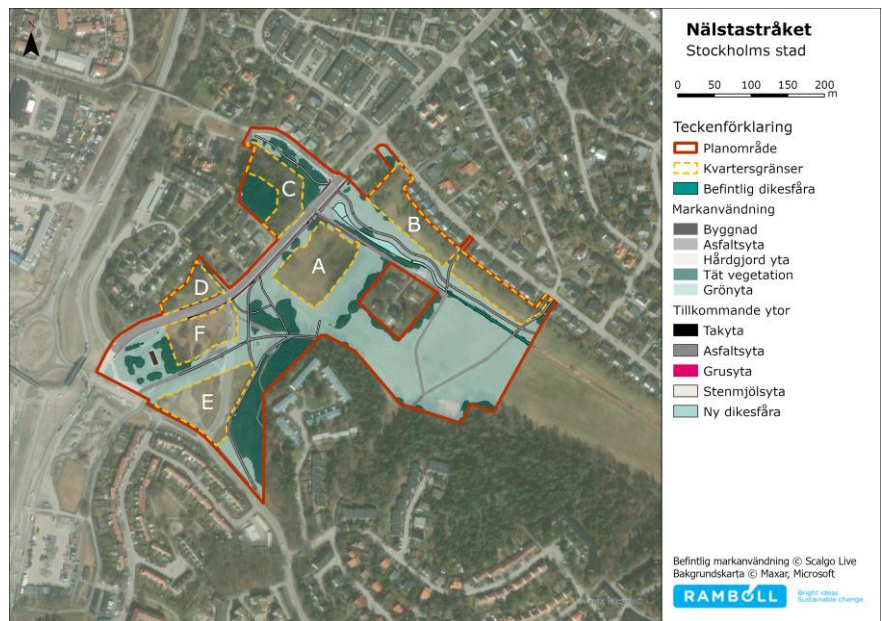 N
Nälstastråket
Stockholms stad
0 50 100 150 200
m
Teckenförklaring
Planområde
Kvartersgränser
Befintlig dikesfåra
Markanvändning
Byggnad
Asfaltsyta
Hårdgjord yta
Tät vegetation
Grönyta
Tillkommande ytor
Takyta
Asfaltsyta
Grusyta
Stenmjölsyta
Ny dikesfåra
C
B
A
D
F
E
Befintlig markanvändning © Scalgo Live
Bakgrundskarta © Maxar, Microsoft
RAMBOLL
Bright ideas.
Sustainable change.